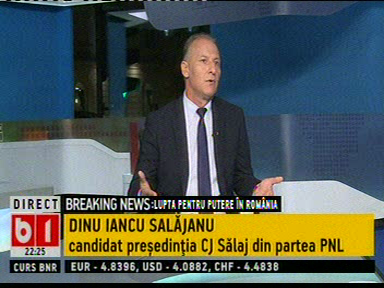 DIRECT
BREAKING NEWS :LUPTA PENTRU PUTERE ÎN ROMÂNIA
b1
22:25
DINU IANCU SALĂJANU
candidat președinţia CJ Sălaj din partea PNL
CURS BNR EUR - 4.8396, USD - 4.0882, CHF - 4.4838